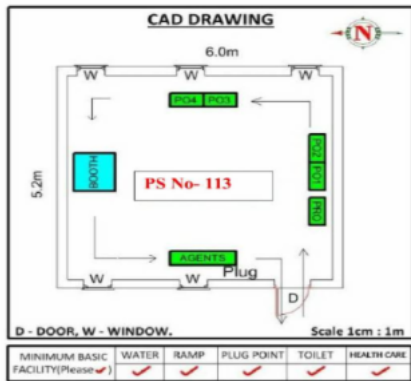 CAD DRAWING
N
6.0m
W W W
PO4 PO3
5.2m
BOOTH
PS No- 113
PO2
PO1
PRO
AGENTS
Plug
W W
D
D - DOOR, W - WINDOW. Scale 1cm : 1m
MINIMUM BASIC FACILITY(Please✔) WATER RAMP PLUG POINT TOILET HEALTH CARE
✔ ✔ ✔ ✔ ✔